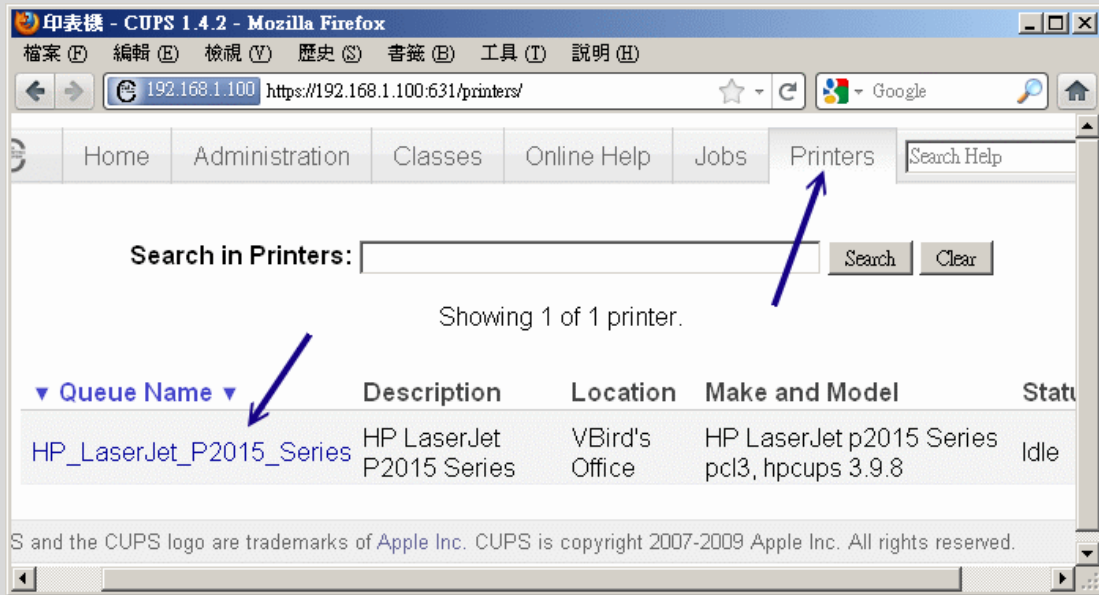 印表機 - CUPS 1.4.2 - Mozilla Firefox
檔案(F) 編輯(E) 檢視(V) 歷史(S) 書籤(B) 工具(T) 說明(H)
192.168.1.100 https://192.168.1.100:631/printers/ Google
Home Administration Classes Online Help Jobs Printers Search Help
Search in Printers: Search Clear
Showing 1 of 1 printer.
▼ Queue Name ▼ Description Location Make and Model Statu
HP_LaserJet_P2015_Series HP LaserJet P2015 Series VBird's Office HP LaserJet p2015 Series pcl3, hpcups 3.9.8 Idle
S and the CUPS logo are trademarks of Apple Inc. CUPS is copyright 2007-2009 Apple Inc. All rights reserved.